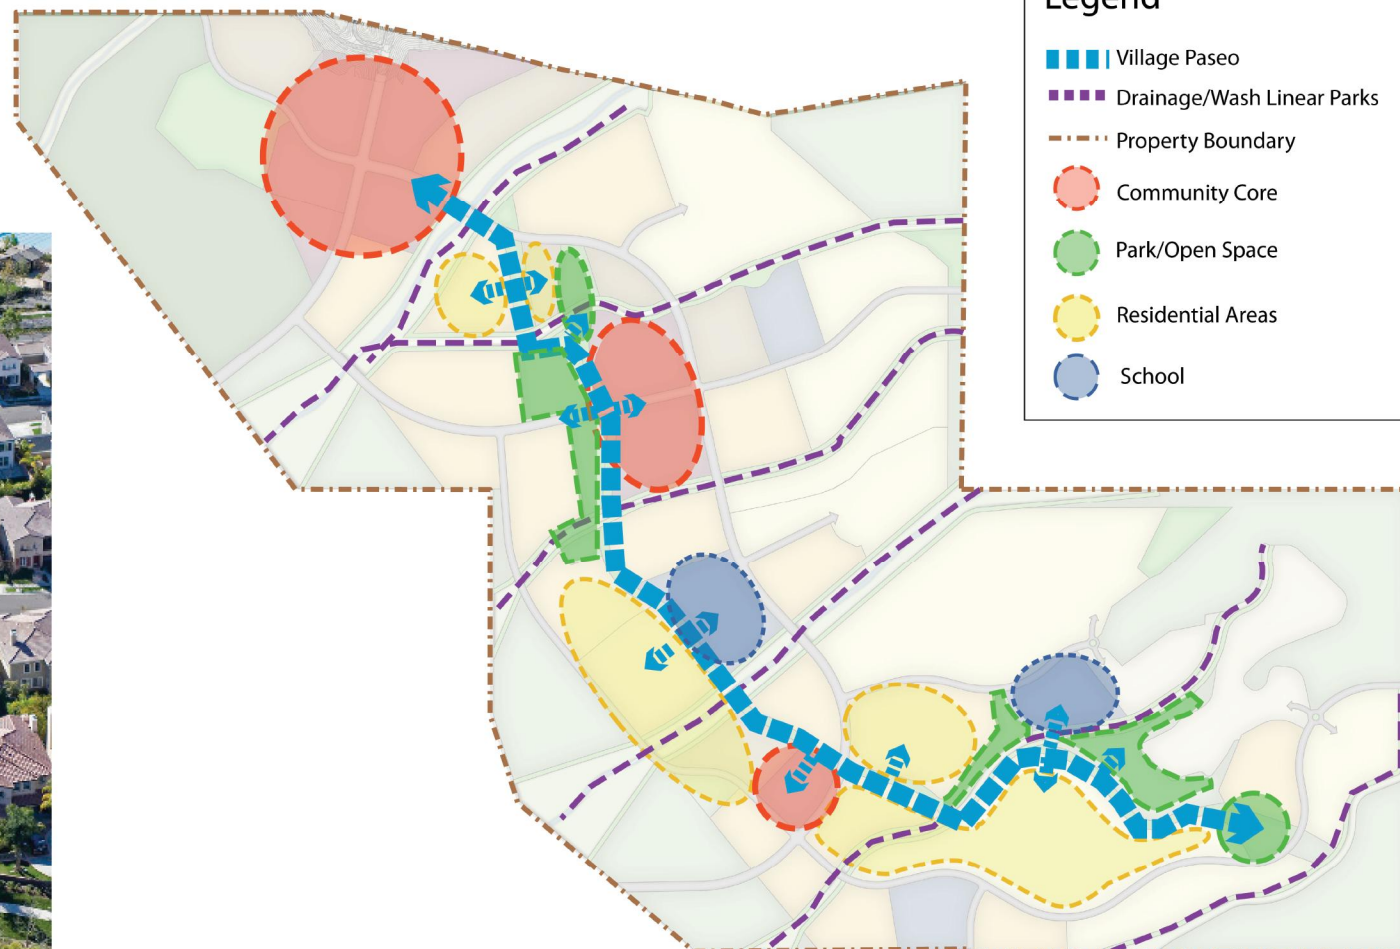 Legend
Village Paseo
Drainage/Wash Linear Parks
Property Boundary
Community Core
Park/Open Space
Residential Areas
School